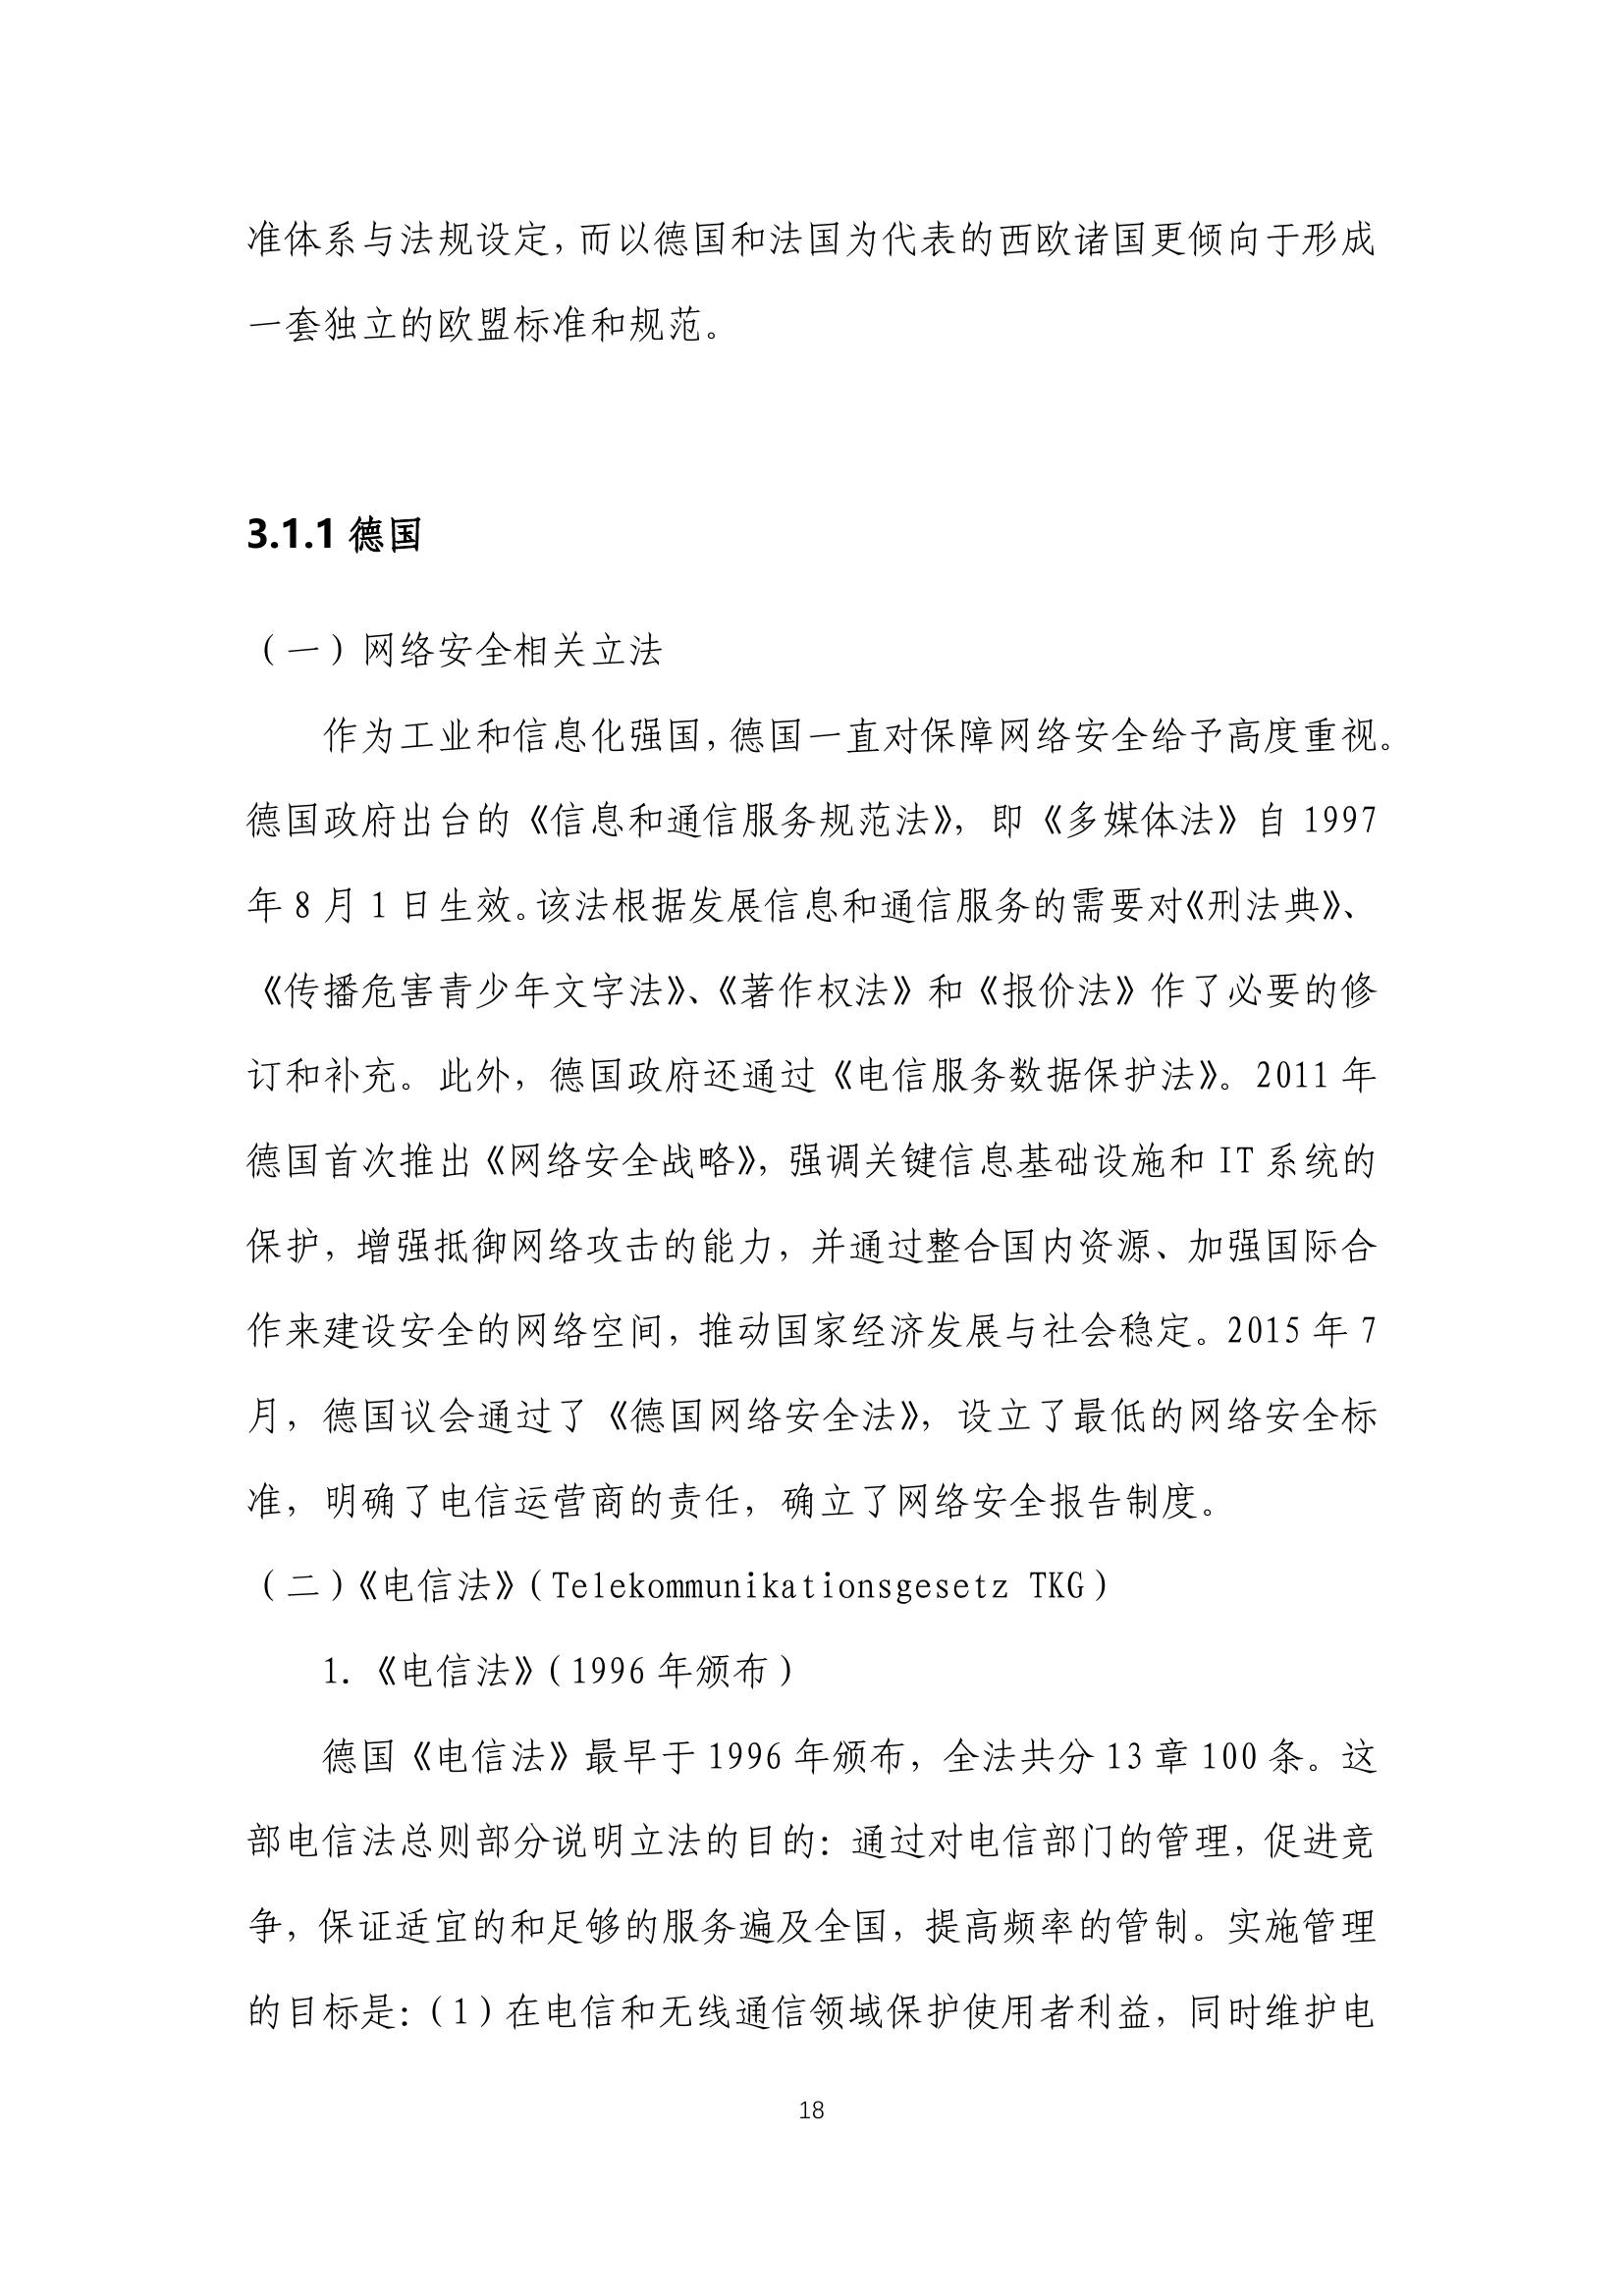 准体系与法规设定，而以德国和法国为代表的西欧诸国更倾向于形成
一套独立的欧盟标准和规范。
3.1.1 德国
（一）网络安全相关立法
作为工业和信息化强国，德国一直对保障网络安全给予高度重视。
德国政府出台的《信息和通信服务规范法》，即《多媒体法》自 1997
年 8 月 1 日生效。该法根据发展信息和通信服务的需要对《刑法典》、
《传播危害青少年文字法》、《著作权法》和《报价法》作了必要的修
订和补充。此外，德国政府还通过《电信服务数据保护法》。2011 年
德国首次推出《网络安全战略》，强调关键信息基础设施和 IT 系统的
保护，增强抵御网络攻击的能力，并通过整合国内资源、加强国际合
作来建设安全的网络空间，推动国家经济发展与社会稳定。2015 年 7
月，德国议会通过了《德国网络安全法》，设立了最低的网络安全标
准，明确了电信运营商的责任，确立了网络安全报告制度。
（二）《电信法》（Telekommunikationsgesetz TKG）
1. 《电信法》（1996 年颁布）
德国《电信法》最早于 1996 年颁布，全法共分 13 章 100 条。这
部电信法总则部分说明立法的目的：通过对电信部门的管理，促进竞
争，保证适宜的和足够的服务遍及全国，提高频率的管制。实施管理
的目标是：（1）在电信和无线通信领域保护使用者利益，同时维护电
18